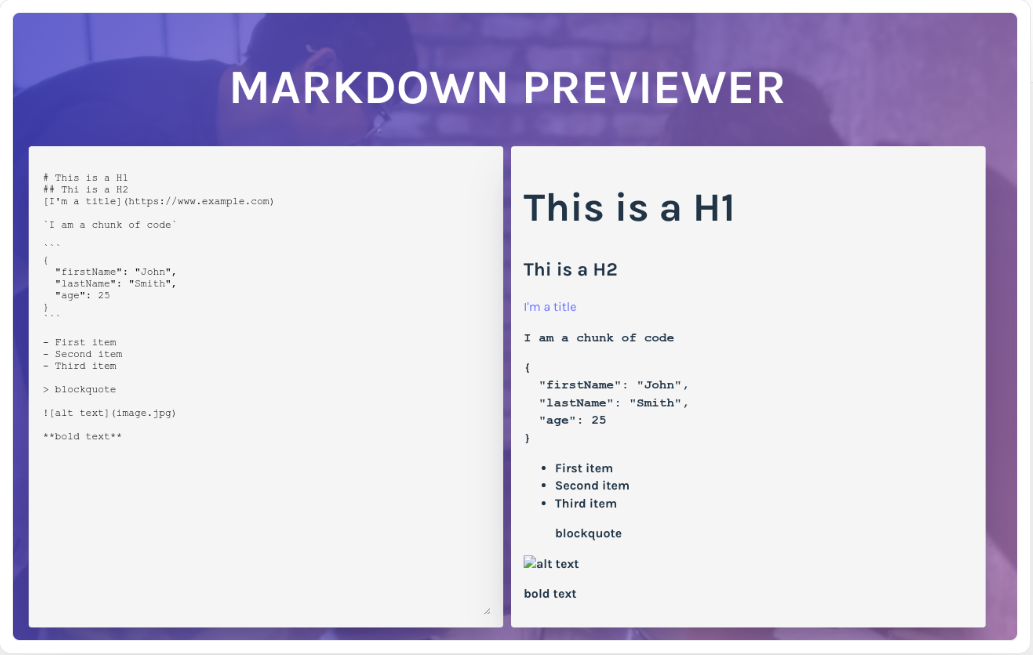 MARKDOWN PREVIEWER
# This is a H1
## Thi is a H2
[I'm a title](https://www.example.com)
`I am a chunk of code`
```
{
  "firstName": "John",
  "lastName": "Smith",
  "age": 25
}
```
- First item
- Second item
- Third item
> blockquote
![alt text](image.jpg)
**bold text**
This is a H1
Thi is a H2
I'm a title
I am a chunk of code
{
  "firstName": "John",
  "lastName": "Smith",
  "age": 25
}
• First item
• Second item
• Third item
blockquote
alt text
bold text